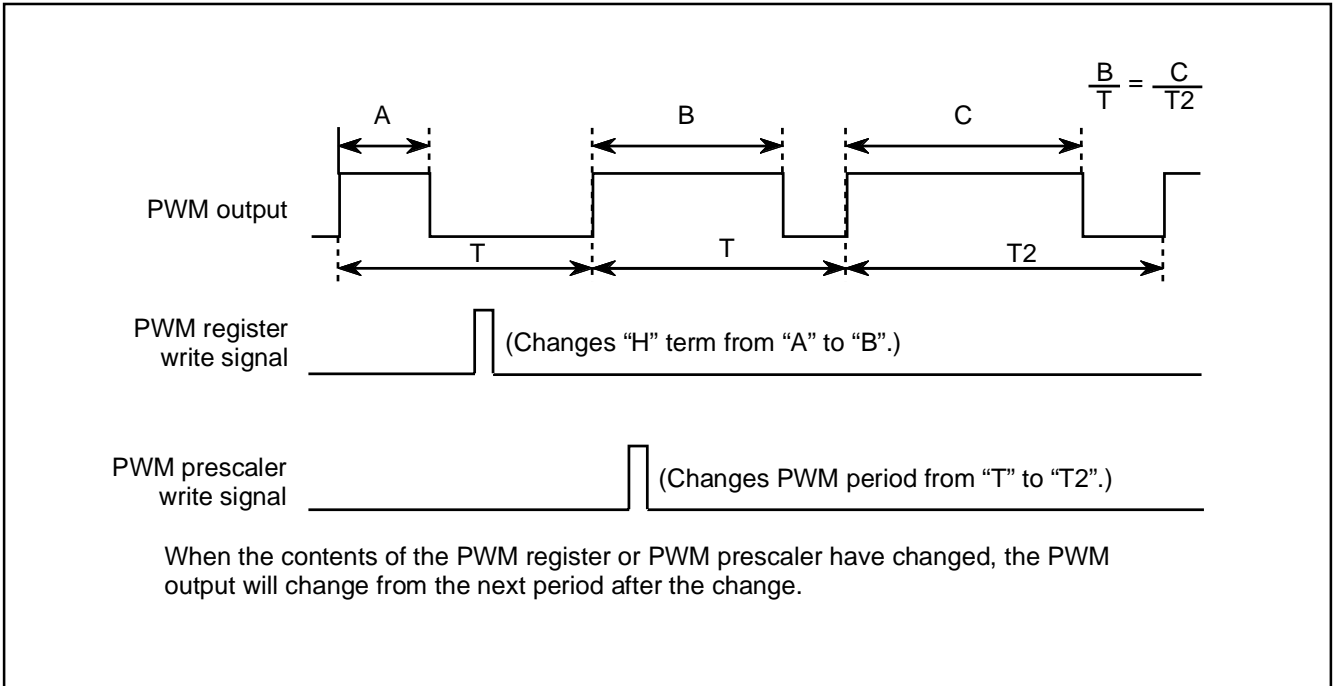 B = C
T T2
A B C
PWM output
T T T2
PWM register
write signal
(Changes “H” term from “A” to “B”.)
PWM prescaler
write signal
(Changes PWM period from “T” to “T2”.)
When the contents of the PWM register or PWM prescaler have changed, the PWM
output will change from the next period after the change.